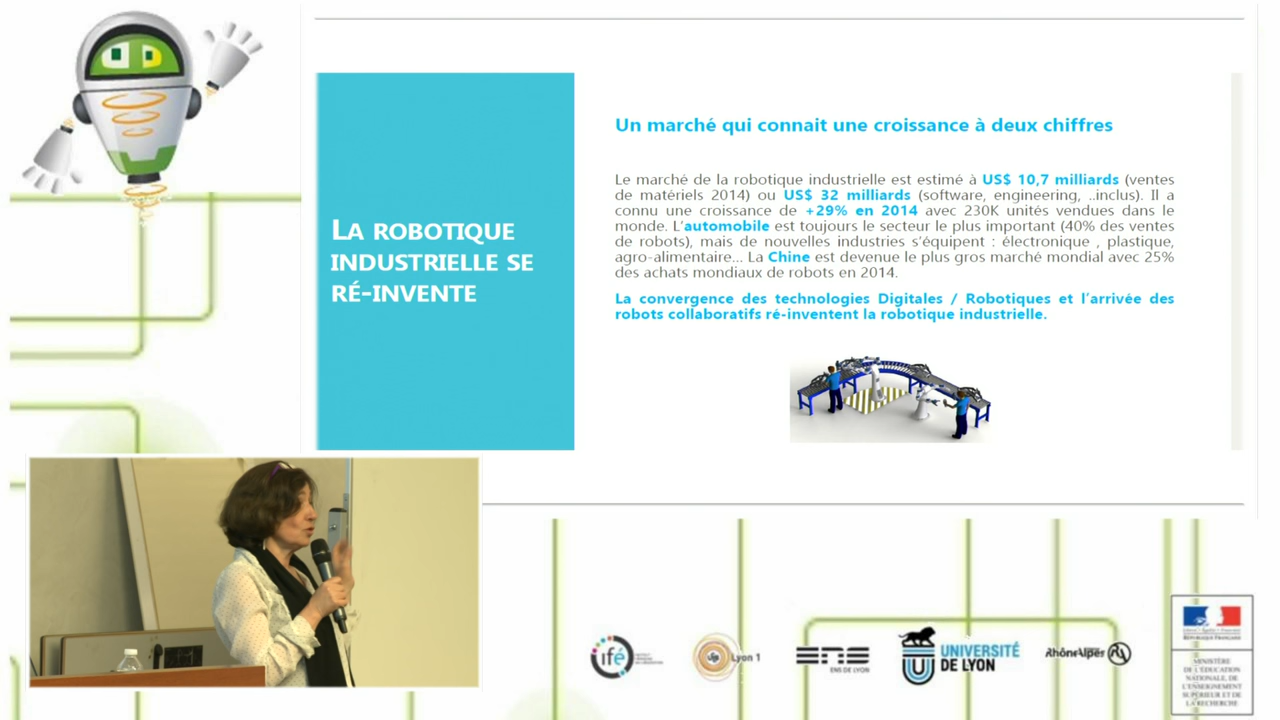 Un marché qui connait une croissance à deux chiffres
Le marché de la robotique industrielle est estimé à US$ 10,7 milliards (ventes
de matériels 2014) ou US$ 32 milliards (software, engineering, ..inclus). Il a
connu une croissance de +29% en 2014 avec 230K unités vendues dans le
monde. L'automobile est toujours le secteur le plus important (40% des ventes
de robots), mais de nouvelles industries s'équipent : électronique , plastique,
agro-alimentaire... La Chine est devenue le plus gros marché mondial avec 25%
des achats mondiaux de robots en 2014.
La convergence des technologies Digitales / Robotiques et l'arrivée des
robots collaboratifs ré-inventent la robotique industrielle.
LA ROBOTIQUE
INDUSTRIELLE SE
RÉ-INVENTE
ifé
Lyon 1
ENS
ENS DE LYON
UNIVERSITÉ
DE LYON
RhôneAlpes
RÉPUBLIQUE FRANÇAISE
MINISTÈRE
DE L'ÉDUCATION
NATIONALE, DE
L'ENSEIGNEMENT
SUPÉRIEUR ET DE
LA RECHERCHE